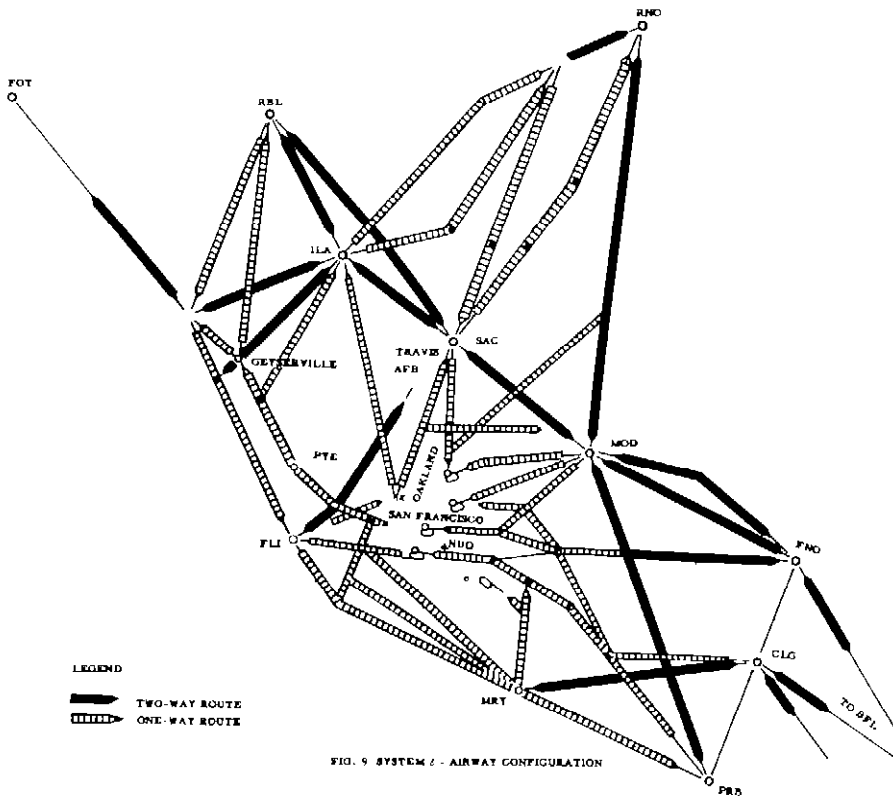 RNO
FOT
RBL
ILA
SAC
TRAVIS
AFB
GEYSERVILLE
MOD
PYE
OAKLAND
SAN FRANCISCO
NUQ
FLI
FNO
CLG
LEGEND
TWO-WAY ROUTE
ONE-WAY ROUTE
MRY
TO BFL
FIG. 9 SYSTEM - AIRWAY CONFIGURATION
PRB